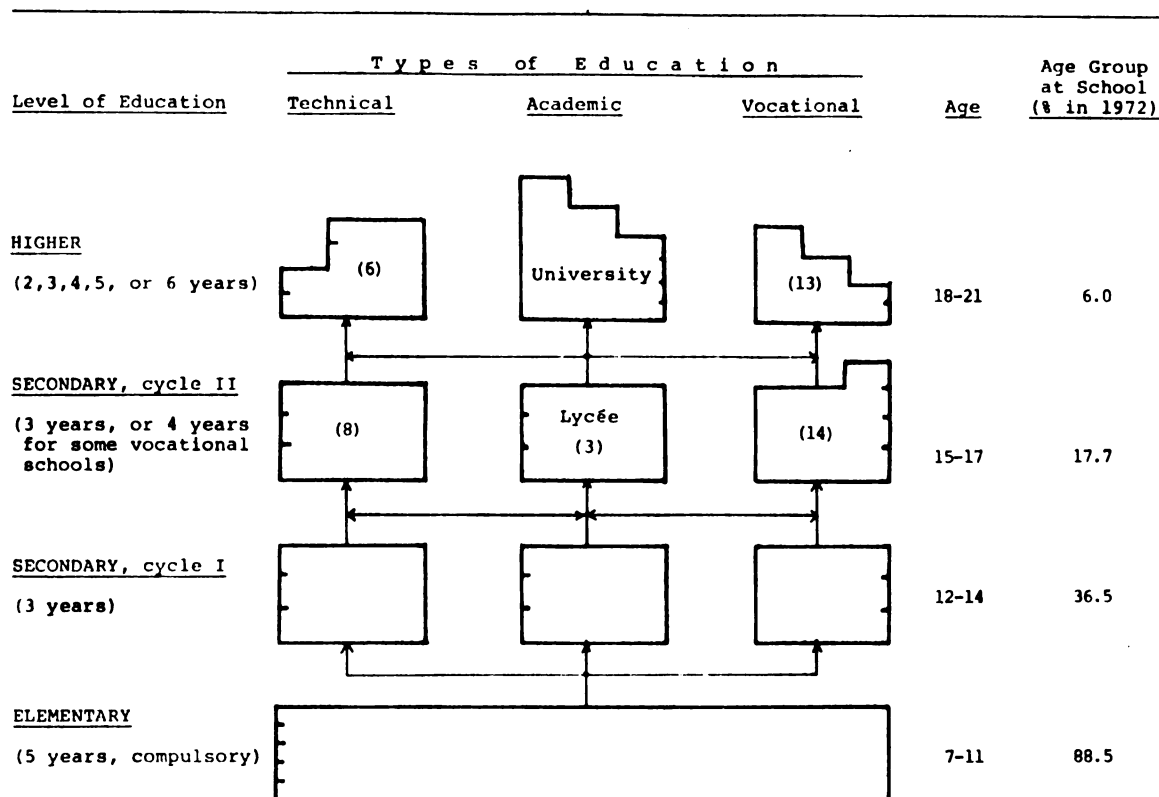 Types of Education
Level of Education Technical Academic Vocational Age Age Group at School (% in 1972)
HIGHER
(2,3,4,5, or 6 years) (6) University (13) 18-21 6.0
SECONDARY, cycle II
(3 years, or 4 years for some vocational schools) (8) Lycée (3) (14) 15-17 17.7
SECONDARY, cycle I
(3 years) 12-14 36.5
ELEMENTARY
(5 years, compulsory) 7-11 88.5